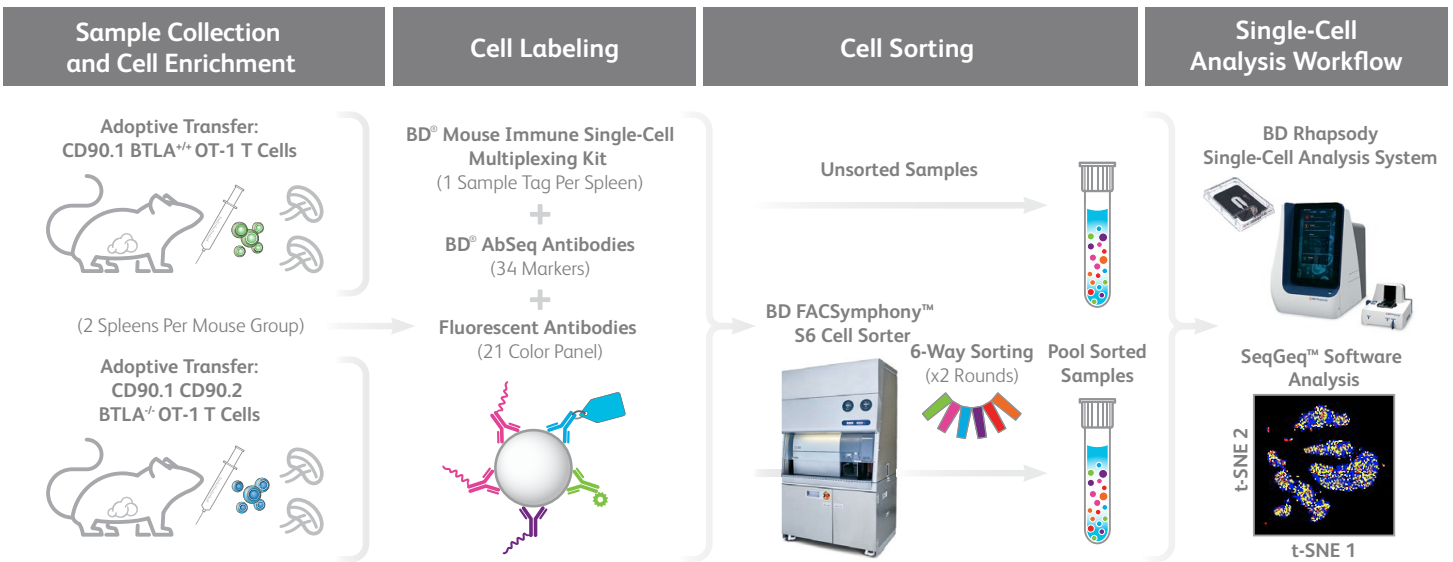 Sample Collection
and Cell Enrichment
Cell Labeling
Cell Sorting
Single-Cell
Analysis Workflow
Adoptive Transfer:
CD90.1 BTLA⁺/⁺ OT-1 T Cells
(2 Spleens Per Mouse Group)
Adoptive Transfer:
CD90.1 CD90.2
BTLA⁻/⁻ OT-1 T Cells
BD® Mouse Immune Single-Cell
Multiplexing Kit
(1 Sample Tag Per Spleen)
+
BD® AbSeq Antibodies
(34 Markers)
+
Fluorescent Antibodies
(21 Color Panel)
Unsorted Samples
BD FACSymphony™
S6 Cell Sorter
6-Way Sorting
(x2 Rounds)
Pool Sorted
Samples
BD Rhapsody
Single-Cell Analysis System
SeqGeq™ Software
Analysis
t-SNE 2
t-SNE 1